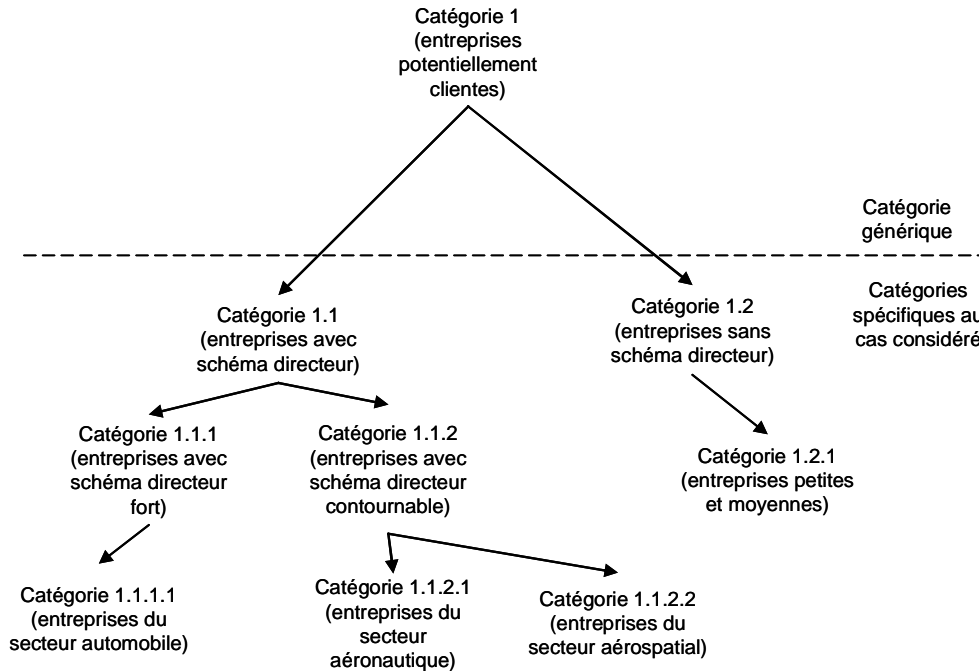 Catégorie 1
(entreprises
potentiellement
clientes)
Catégorie
générique
Catégories
spécifiques au
cas considéré
Catégorie 1.1
(entreprises avec
schéma directeur)
Catégorie 1.2
(entreprises sans
schéma directeur)
Catégorie 1.1.1
(entreprises avec
schéma directeur
fort)
Catégorie 1.1.2
(entreprises avec
schéma directeur
contournable)
Catégorie 1.2.1
(entreprises petites
et moyennes)
Catégorie 1.1.1.1
(entreprises du
secteur automobile)
Catégorie 1.1.2.1
(entreprises du
secteur
aéronautique)
Catégorie 1.1.2.2
(entreprises du
secteur aérospatial)